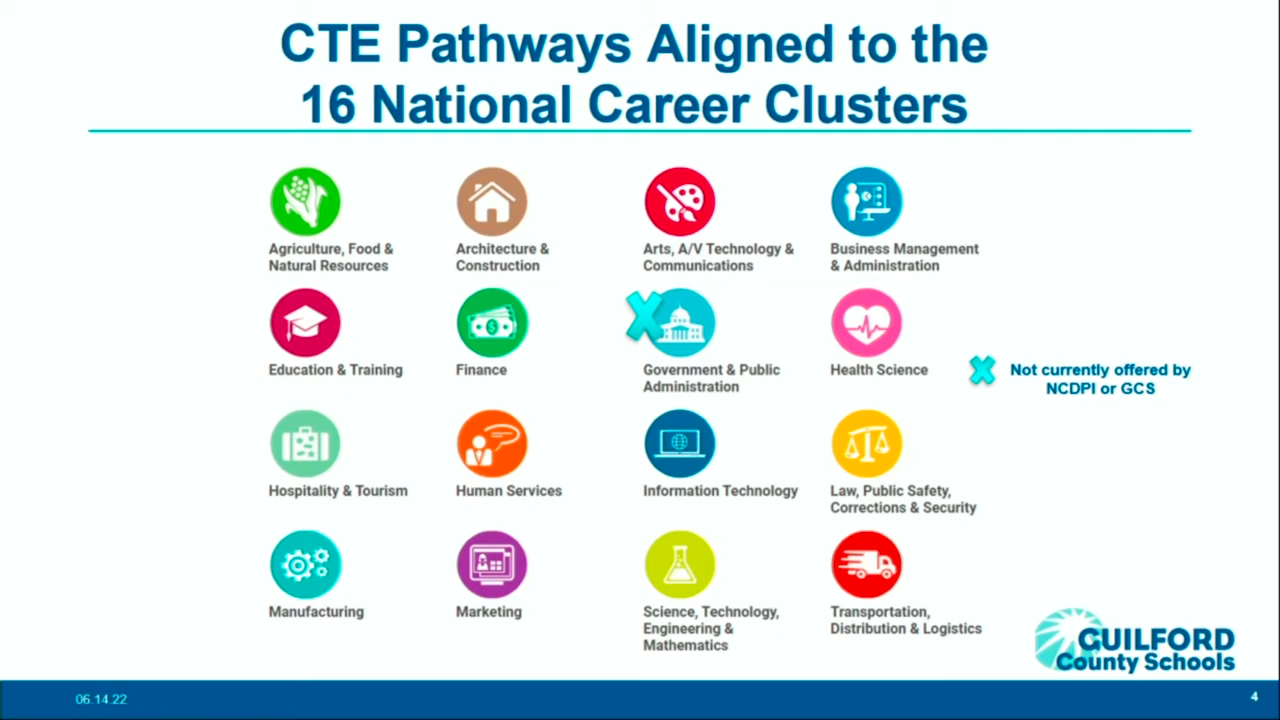 CTE Pathways Aligned to the
16 National Career Clusters
Agriculture, Food &
Natural Resources
Architecture &
Construction
Arts, A/V Technology &
Communications
Business Management
& Administration
Education & Training
Finance
Government & Public
Administration
Health Science
Not currently offered by
NCDPI or GCS
Hospitality & Tourism
Human Services
Information Technology
Law, Public Safety,
Corrections & Security
Manufacturing
Marketing
Science, Technology,
Engineering &
Mathematics
Transportation,
Distribution & Logistics
GUILFORD
County Schools
06.14.22
4